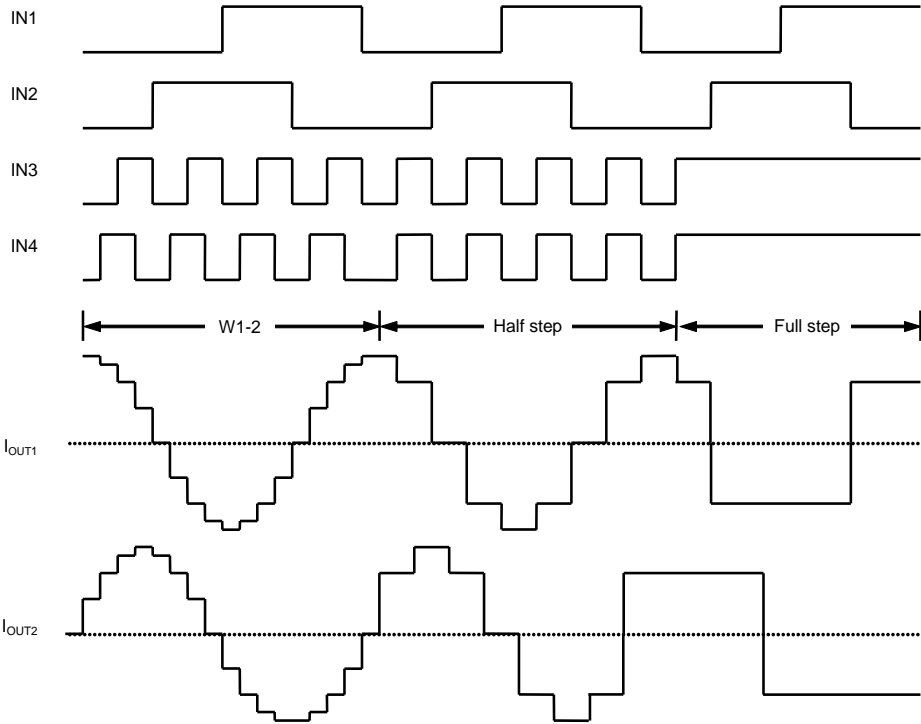 IN1
IN2
IN3
IN4
W1-2 Half step Full step
IOUT1
IOUT2